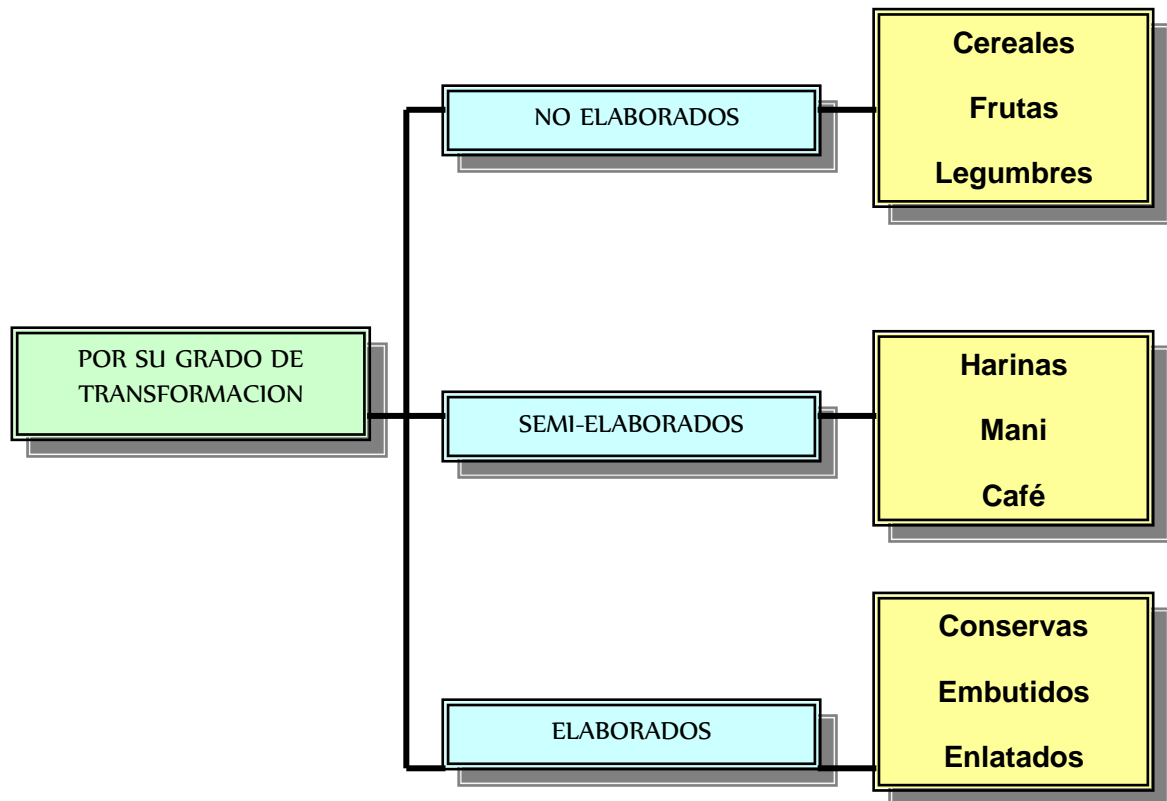 POR SU GRADO DE
TRANSFORMACION
NO ELABORADOS
Cereales
Frutas
Legumbres
SEMI-ELABORADOS
Harinas
Mani
Café
ELABORADOS
Conservas
Embutidos
Enlatados